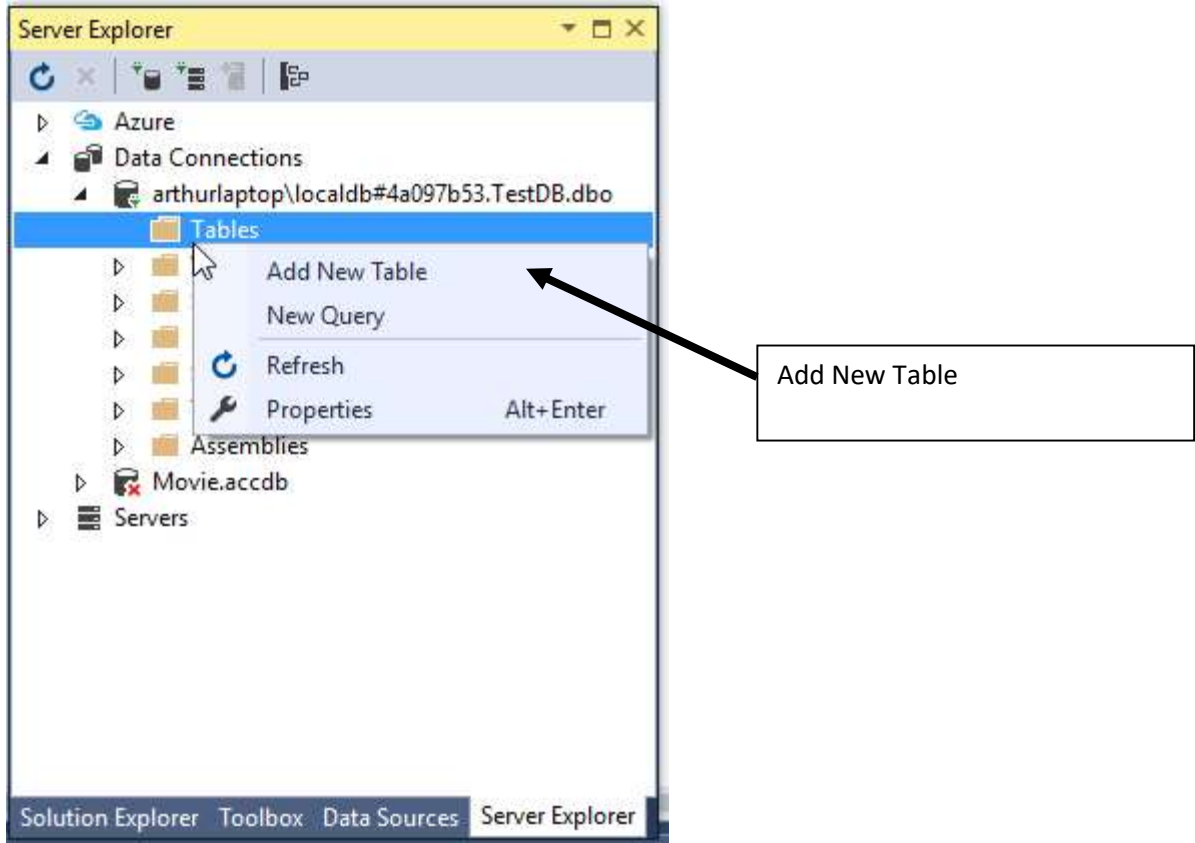 Server Explorer
Azure
Data Connections
arthurlaptop\localdb#4a097b53.TestDB.dbo
Tables
Add New Table
New Query
Refresh
Properties Alt+Enter
Assemblies
Movie.accdb
Servers
Add New Table
Solution Explorer Toolbox Data Sources Server Explorer